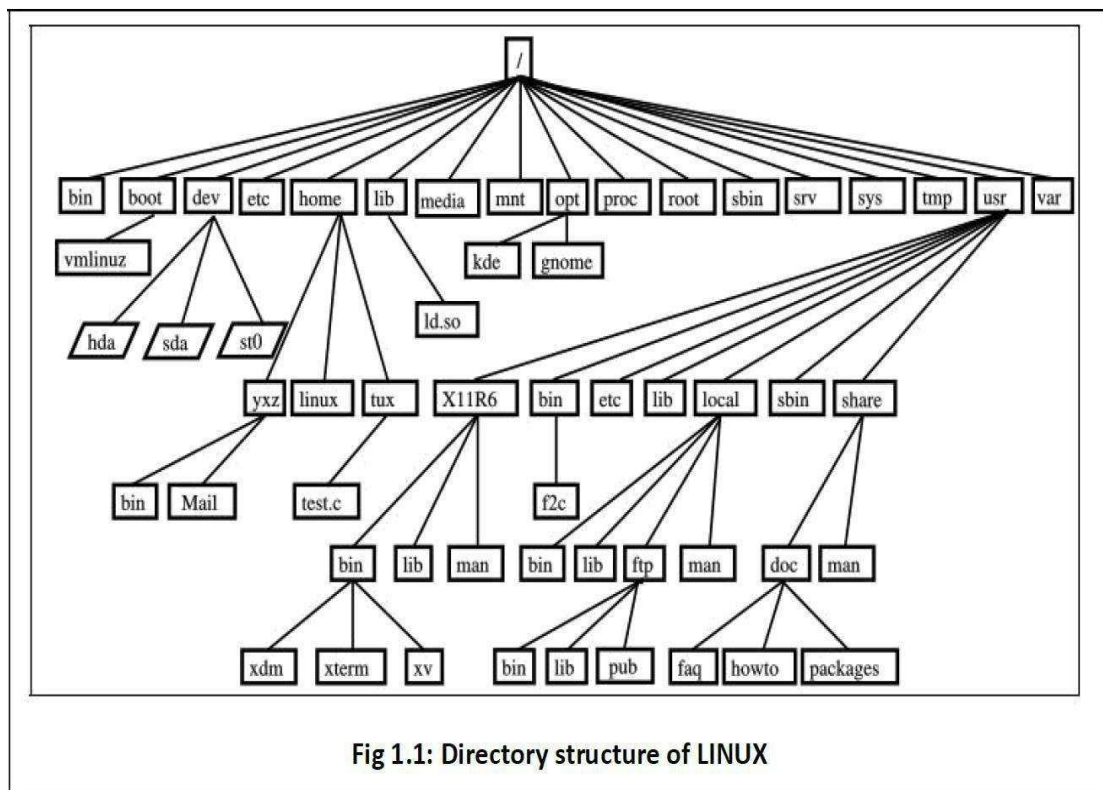 /
bin boot dev etc home lib media mnt opt proc root sbin srv sys tmp usr var
vmlinuz kde gnome
hda sda st0 ld.so
yxz linux tux X11R6 bin etc lib local sbin share
bin Mail test.c f2c
bin lib man bin lib ftp man doc man
xdm xterm xv bin lib pub faq howto packages
Fig 1.1: Directory structure of LINUX